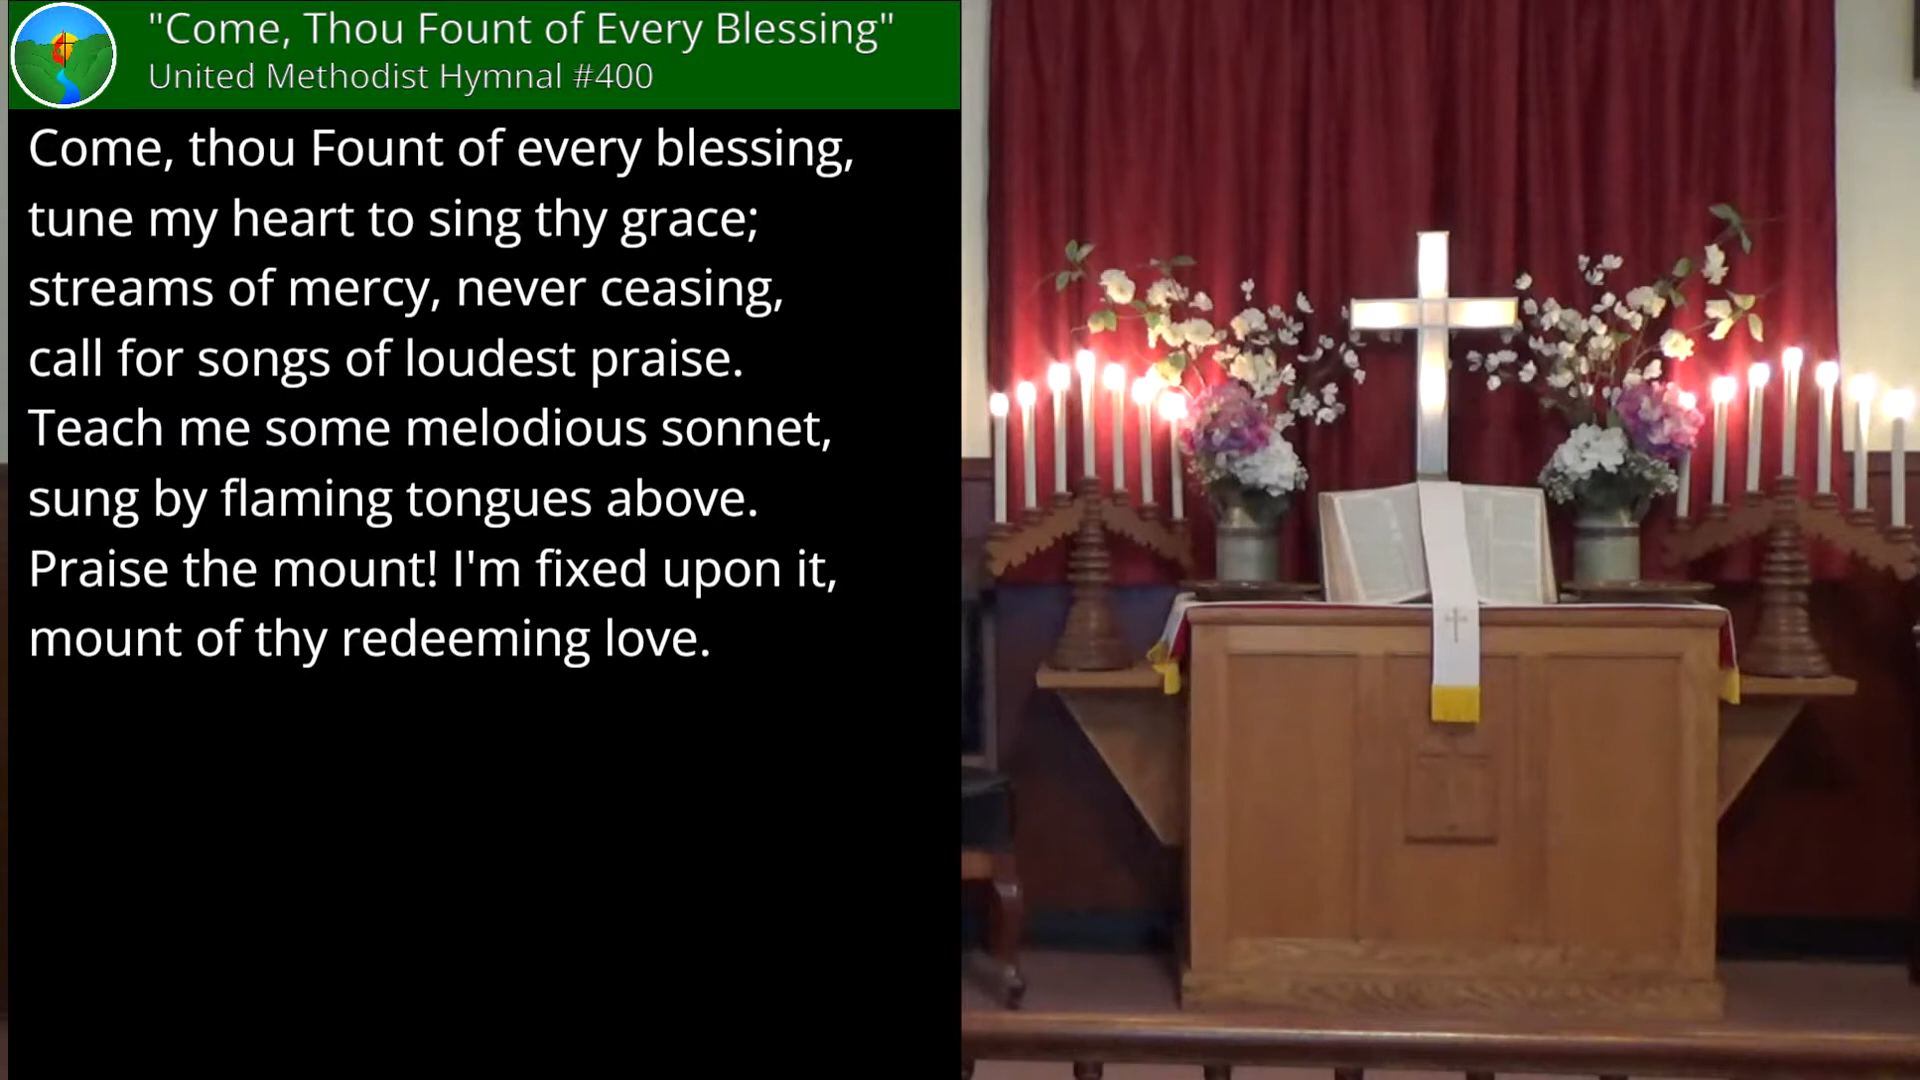 "Come, Thou Fount of Every Blessing"
United Methodist Hymnal #400
Come, thou Fount of every blessing,
tune my heart to sing thy grace;
streams of mercy, never ceasing,
call for songs of loudest praise.
Teach me some melodious sonnet,
sung by flaming tongues above.
Praise the mount! I'm fixed upon it,
mount of thy redeeming love.